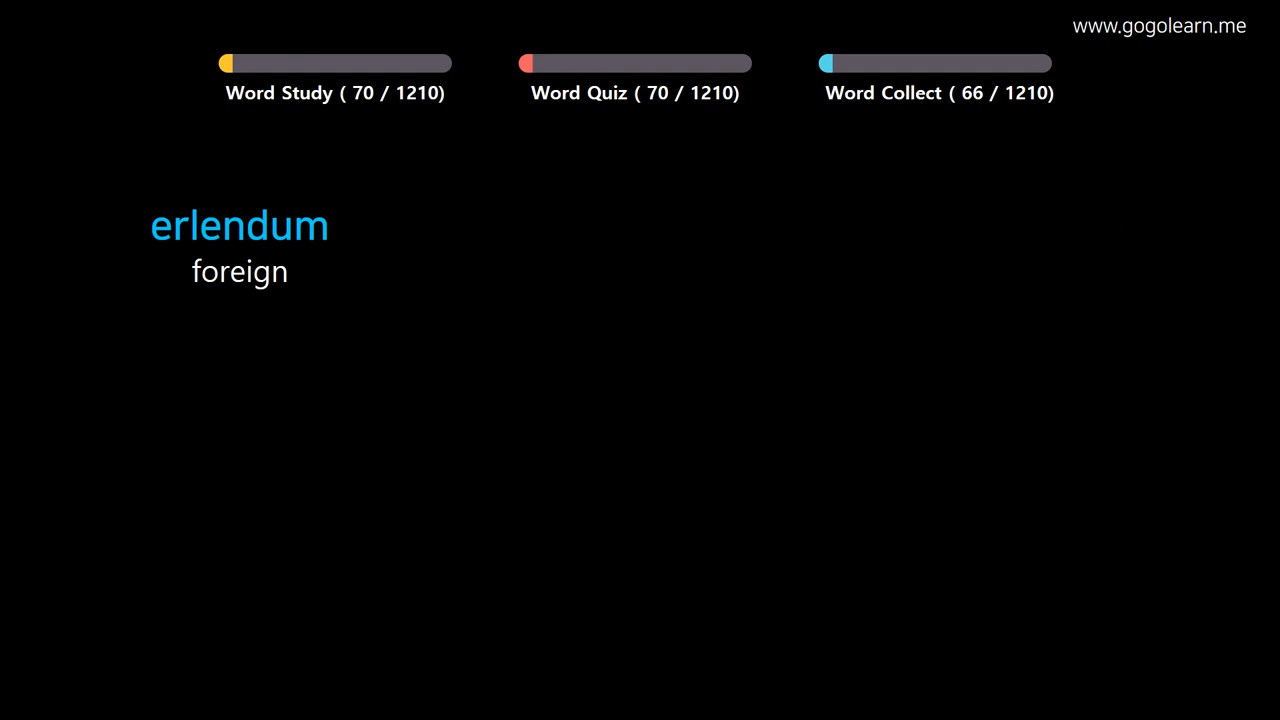 www.gogolearn.me
Word Study ( 70 / 1210)
Word Quiz ( 70 / 1210)
Word Collect ( 66 / 1210)
erlendum
foreign